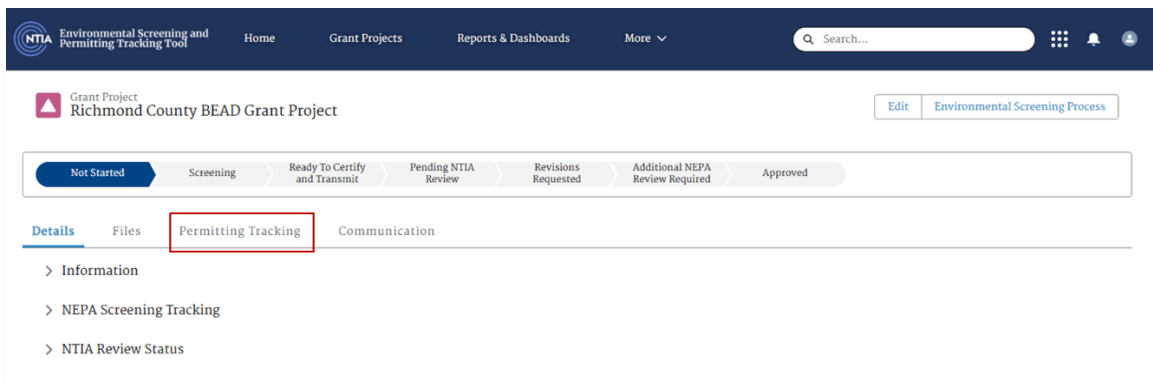 NTIA
Environmental Screening and
Permitting Tracking Tool
Home
Grant Projects
Reports & Dashboards
More
Search...
Grant Project
Richmond County BEAD Grant Project
Edit
Environmental Screening Process
Not Started
Screening
Ready To Certify
and Transmit
Pending NTIA
Review
Revisions
Requested
Additional NEPA
Review Required
Approved
Details
Files
Permitting Tracking
Communication
Information
NEPA Screening Tracking
NTIA Review Status